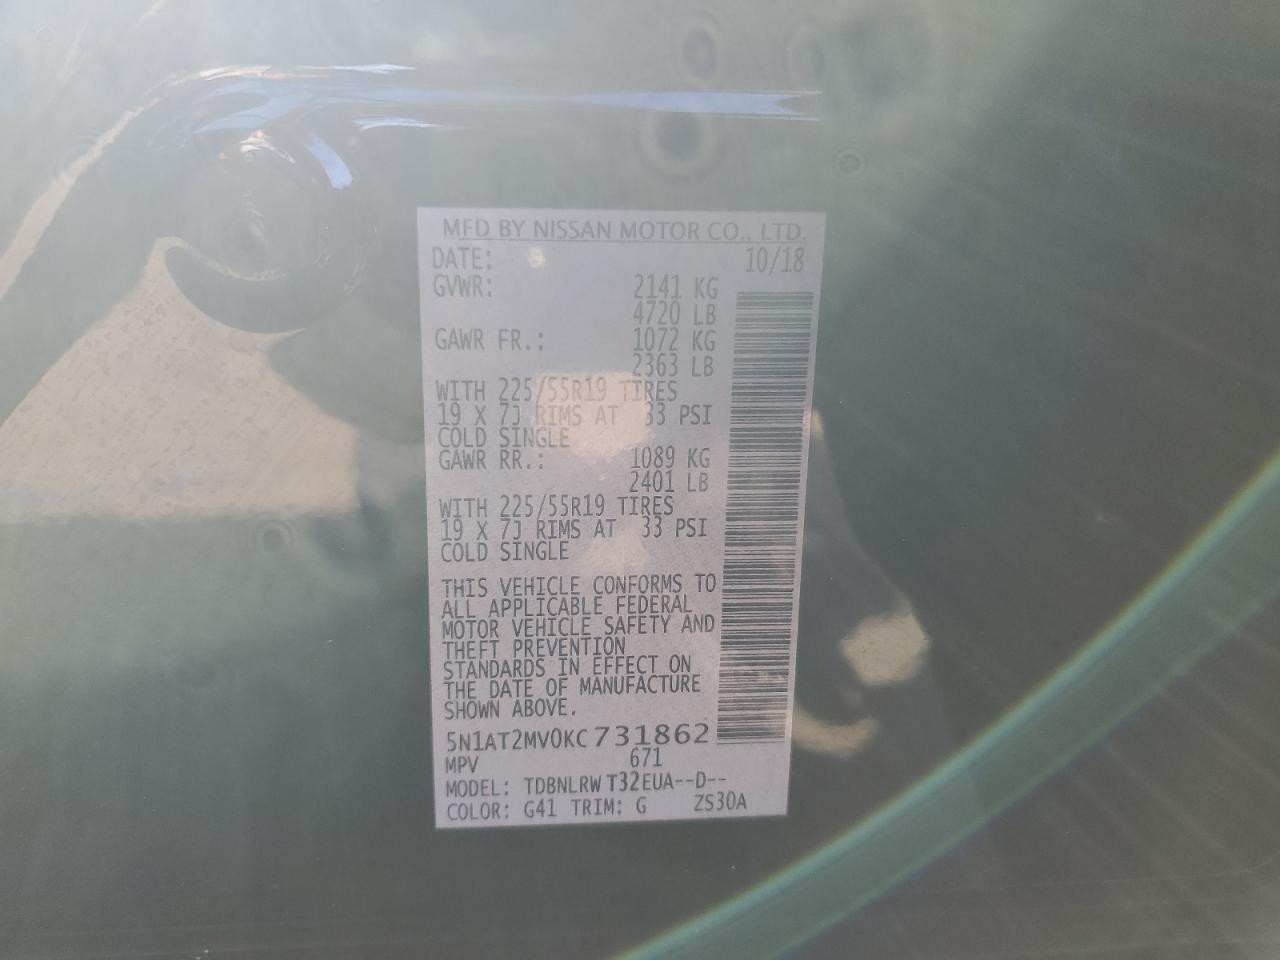 MFD BY NISSAN MOTOR CO., LTD.
DATE: 10/18
GVWR: 2141 KG
4720 LB
GAWR FR.: 1072 KG
2363 LB
WITH 225/55R19 TIRES
19 X 7J RIMS AT 33 PSI
COLD SINGLE
GAWR RR.: 1089 KG
2401 LB
WITH 225/55R19 TIRES
19 X 7J RIMS AT 33 PSI
COLD SINGLE
THIS VEHICLE CONFORMS TO
ALL APPLICABLE FEDERAL
MOTOR VEHICLE SAFETY AND
THEFT PREVENTION
STANDARDS IN EFFECT ON
THE DATE OF MANUFACTURE
SHOWN ABOVE.
5N1AT2MV0KC731862
MPV 671
MODEL: TDBNLRW T32EUA--D--
COLOR: G41 TRIM: G ZS30A